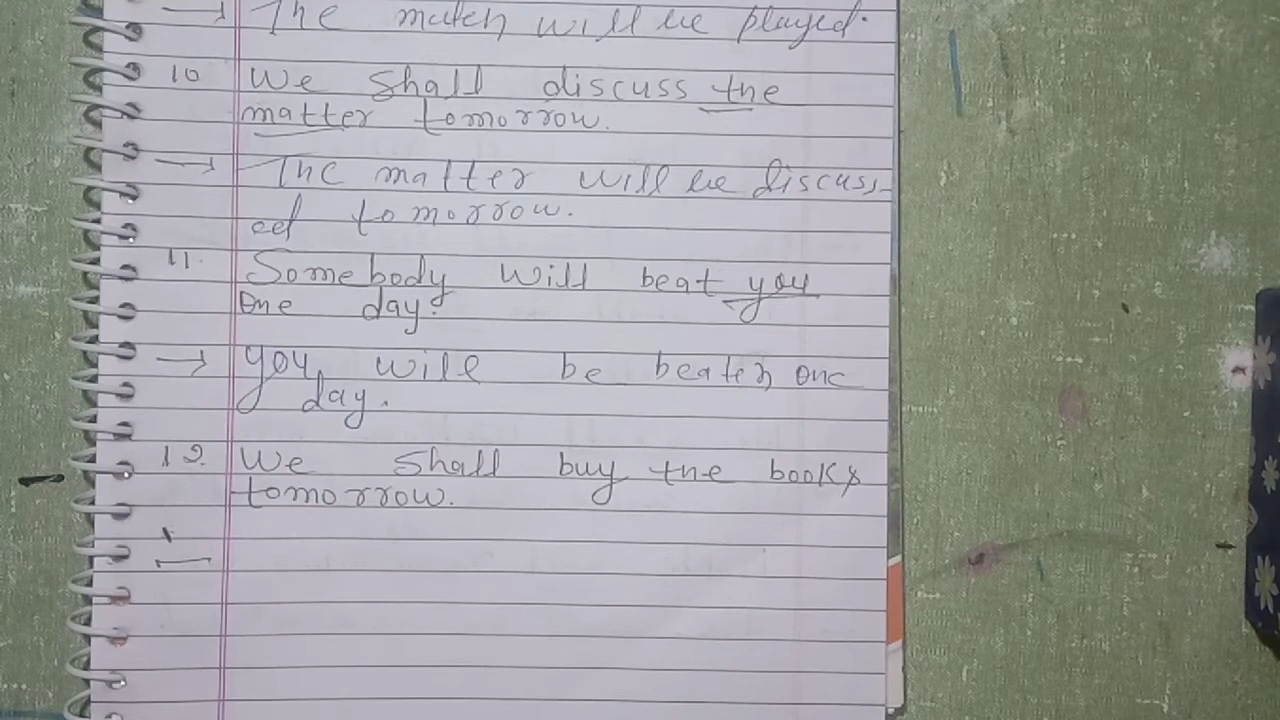 → The match will be played.
10 We shall discuss the
matter tomorrow.
→ The matter will be discuss-
ed tomorrow.
11. Somebody will beat you
one day.
→ you will be beaten one
day.
12. We shall buy the books
tomorrow.